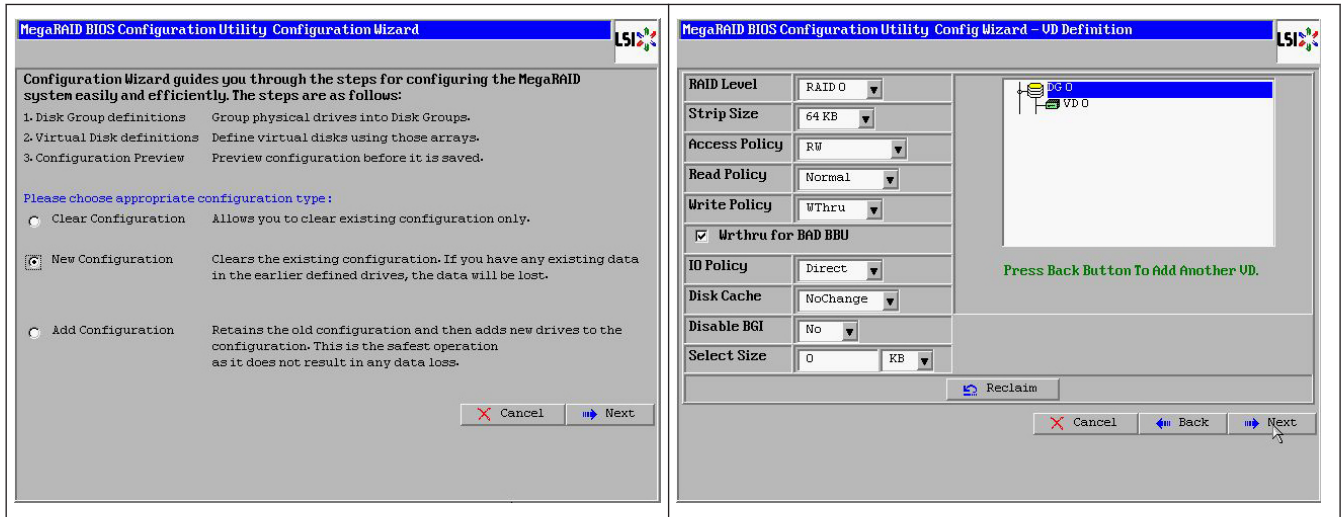 MegaRAID BIOS Configuration Utility Configuration Wizard
LSI
Configuration Wizard guides you through the steps for configuring the MegaRAID
system easily and efficiently. The steps are as follows:
1. Disk Group definitions Group physical drives into Disk Groups.
2. Virtual Disk definitions Define virtual disks using those arrays.
3. Configuration Preview Preview configuration before it is saved.
Please choose appropriate configuration type:
Clear Configuration Allows you to clear existing configuration only.
New Configuration Clears the existing configuration. If you have any existing data
in the earlier defined drives, the data will be lost.
Add Configuration Retains the old configuration and then adds new drives to the
configuration. This is the safest operation
as it does not result in any data loss.
Cancel Next
MegaRAID BIOS Configuration Utility Config Wizard – VD Definition
LSI
RAID Level RAID 0
Strip Size 64 KB
Access Policy RW
Read Policy Normal
Write Policy WThru
Wrthru for BAD BBU
IO Policy Direct
Disk Cache NoChange
Disable BGI No
Select Size 0 KB
DG 0
VD 0
Press Back Button To Add Another VD.
Reclaim
Cancel Back Next